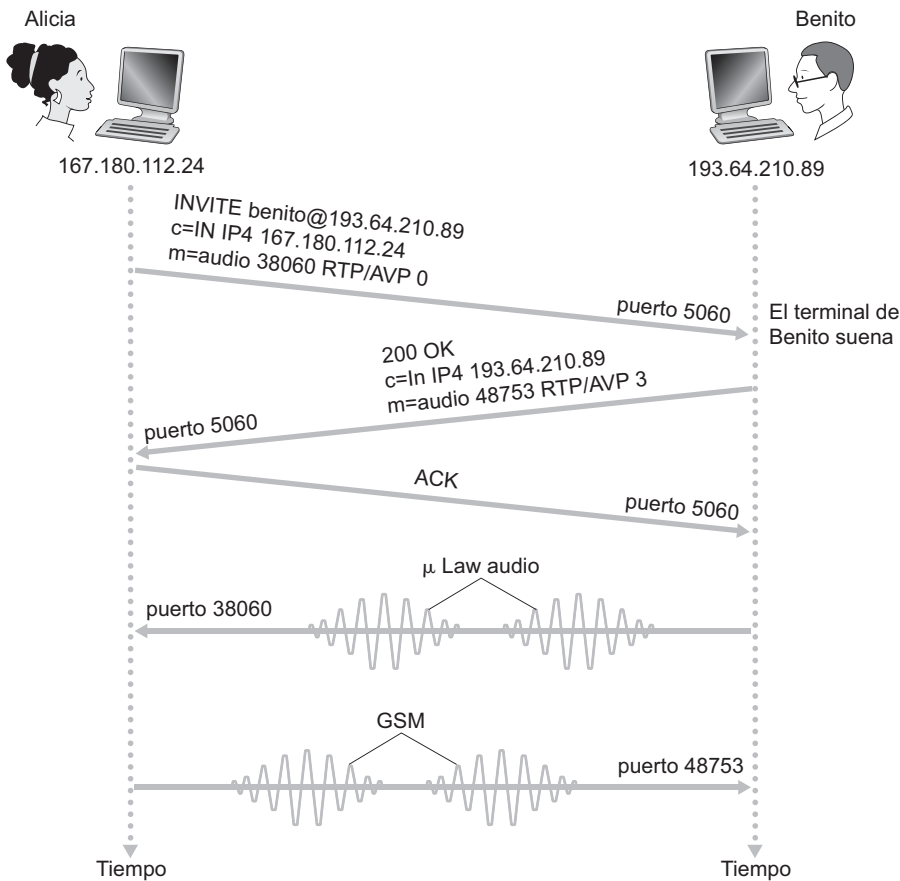 Alicia
Benito
167.180.112.24
193.64.210.89
INVITE benito@193.64.210.89
c=IN IP4 167.180.112.24
m=audio 38060 RTP/AVP 0
puerto 5060
El terminal de
Benito suena
200 OK
c=In IP4 193.64.210.89
m=audio 48753 RTP/AVP 3
puerto 5060
ACK
puerto 5060
μ Law audio
puerto 38060
GSM
puerto 48753
Tiempo
Tiempo